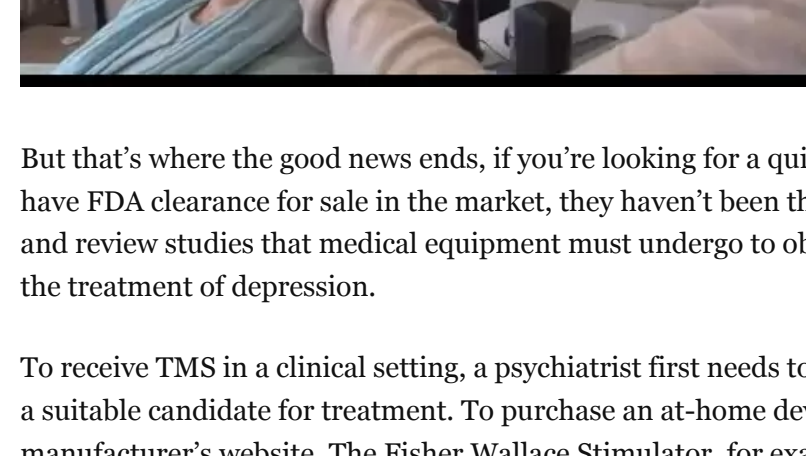 But that’s where the good news ends, if you’re looking for a qui
have FDA clearance for sale in the market, they haven’t been th
and review studies that medical equipment must undergo to ob
the treatment of depression.
To receive TMS in a clinical setting, a psychiatrist first needs to
a suitable candidate for treatment. To purchase an at-home dev
manufacturer’s website. The Fisher Wallace Stimulator, for exa